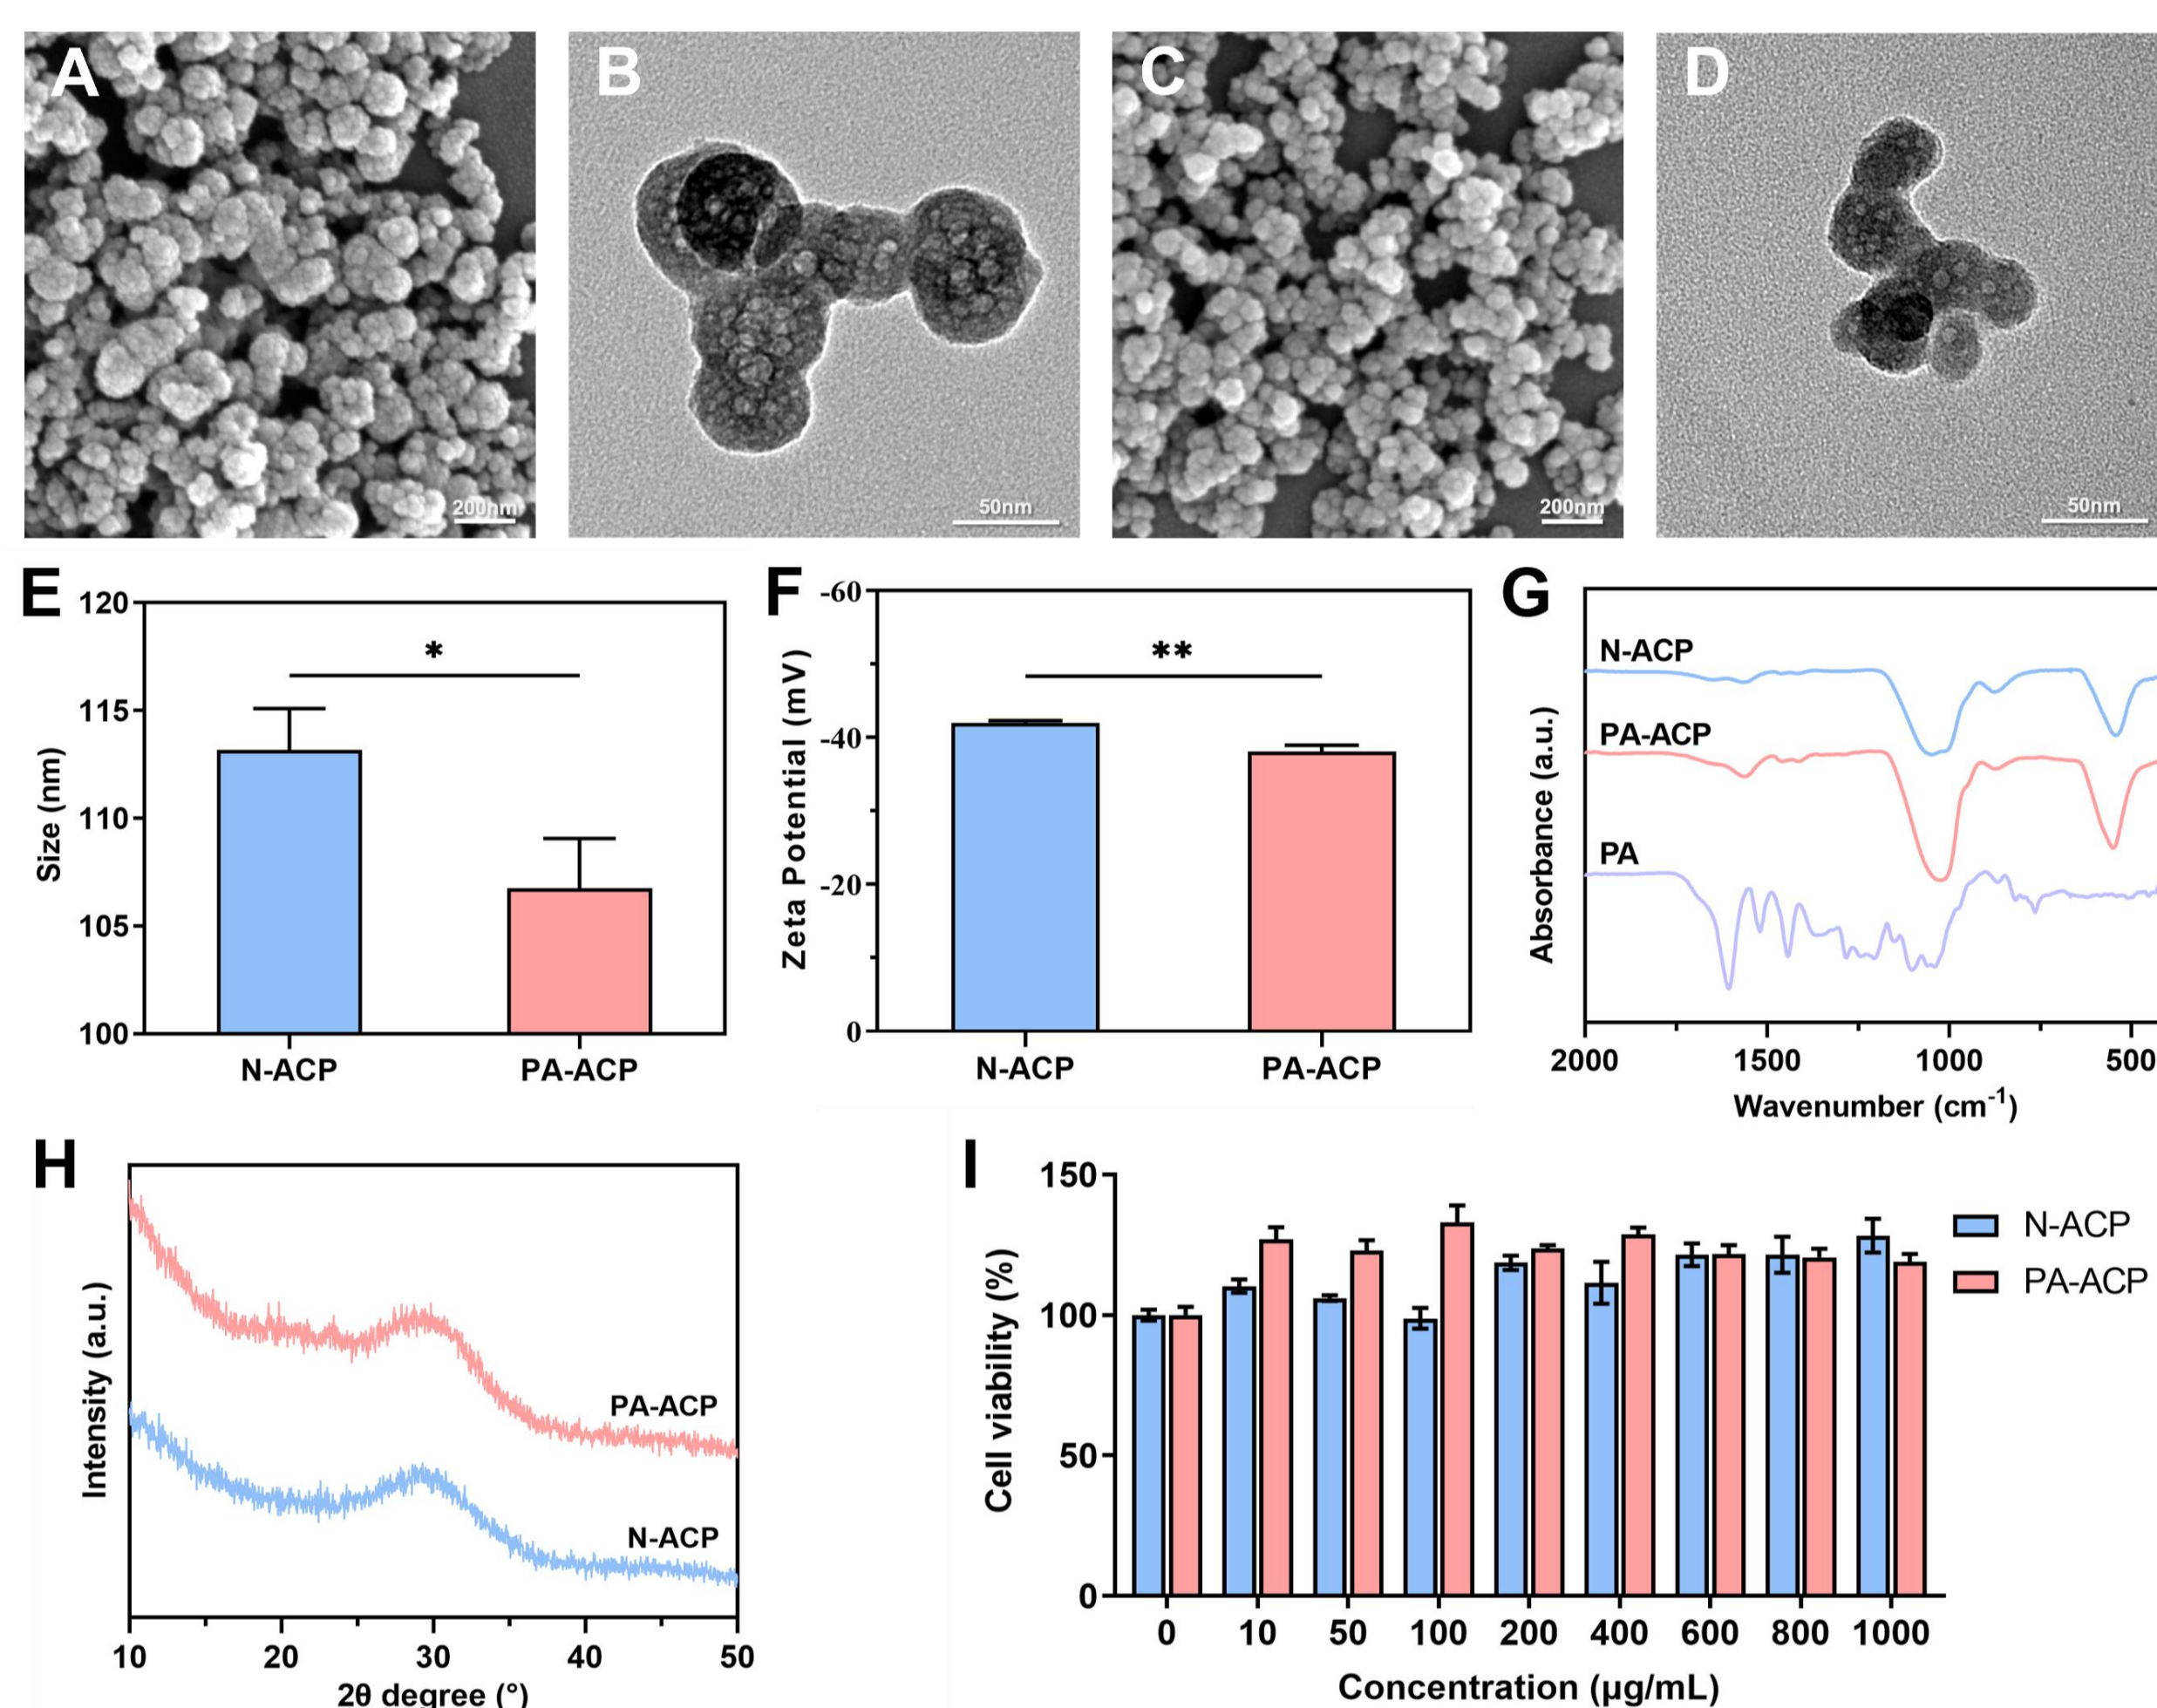 A
B
C
D
200nm
50nm
200nm
50nm
E
120
115
110
105
100
Size (nm)
*
N-ACP
PA-ACP
F
-60
-40
-20
0
Zeta Potential (mV)
**
N-ACP
PA-ACP
G
N-ACP
PA-ACP
PA
Absorbance (a.u.)
2000
1500
1000
500
Wavenumber (cm⁻¹)
H
Intensity (a.u.)
PA-ACP
N-ACP
10
20
30
40
50
2θ degree (°)
I
150
100
50
0
Cell viability (%)
N-ACP
PA-ACP
0
10
50
100
200
400
600
800
1000
Concentration (μg/mL)